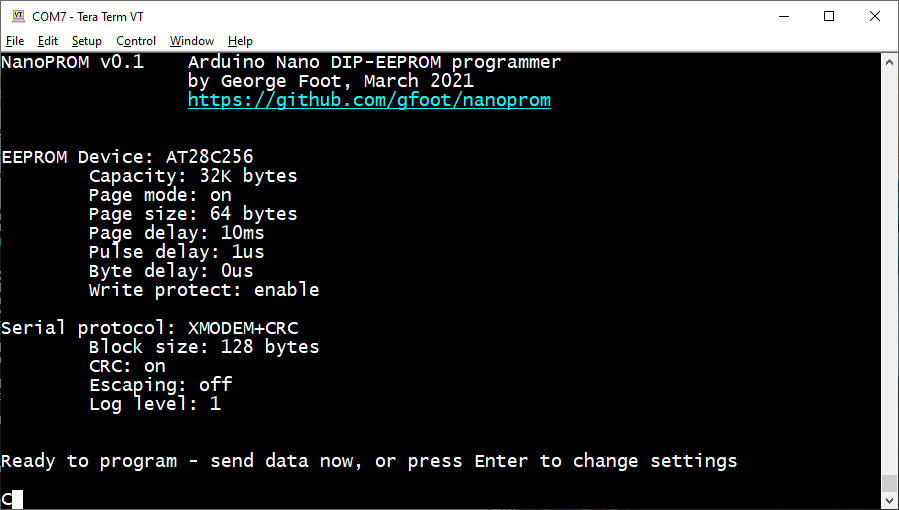 COM7 - Tera Term VT
File Edit Setup Control Window Help
NanoPROM v0.1    Arduino Nano DIP-EEPROM programmer
by George Foot, March 2021
https://github.com/gfoot/nanoprom
EEPROM Device: AT28C256
Capacity: 32K bytes
Page mode: on
Page size: 64 bytes
Page delay: 10ms
Pulse delay: 1us
Byte delay: 0us
Write protect: enable
Serial protocol: XMODEM+CRC
Block size: 128 bytes
CRC: on
Escaping: off
Log level: 1
Ready to program - send data now, or press Enter to change settings
C